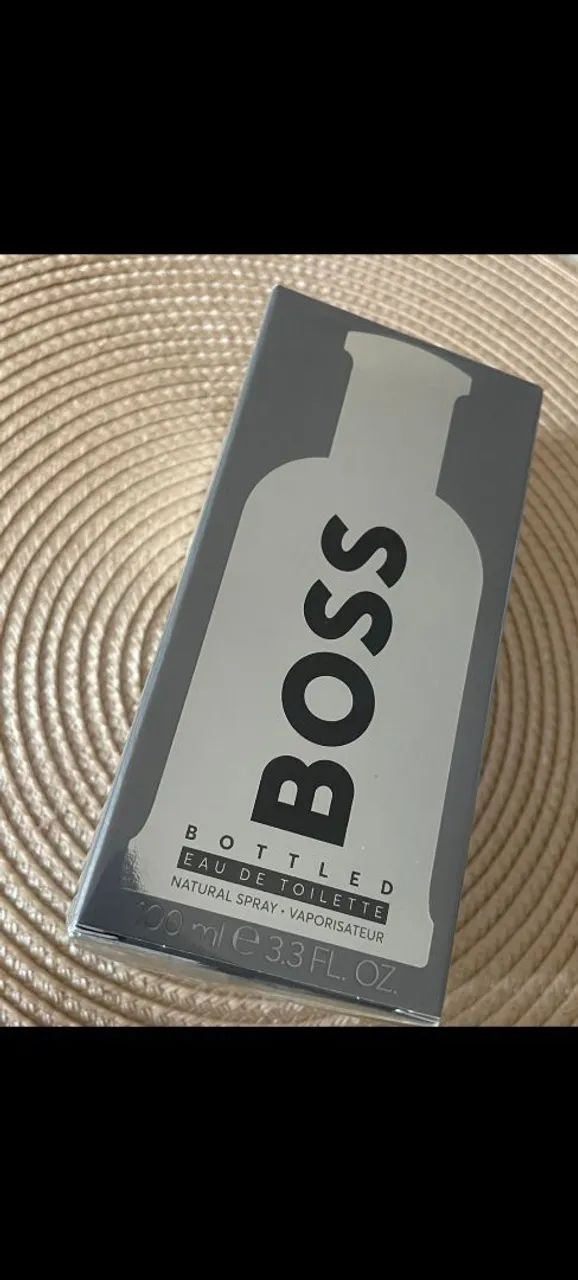 BOSS
BOTTLED
EAU DE TOILETTE
NATURAL SPRAY • VAPORISATEUR
100 ml e 3.3 FL. OZ.